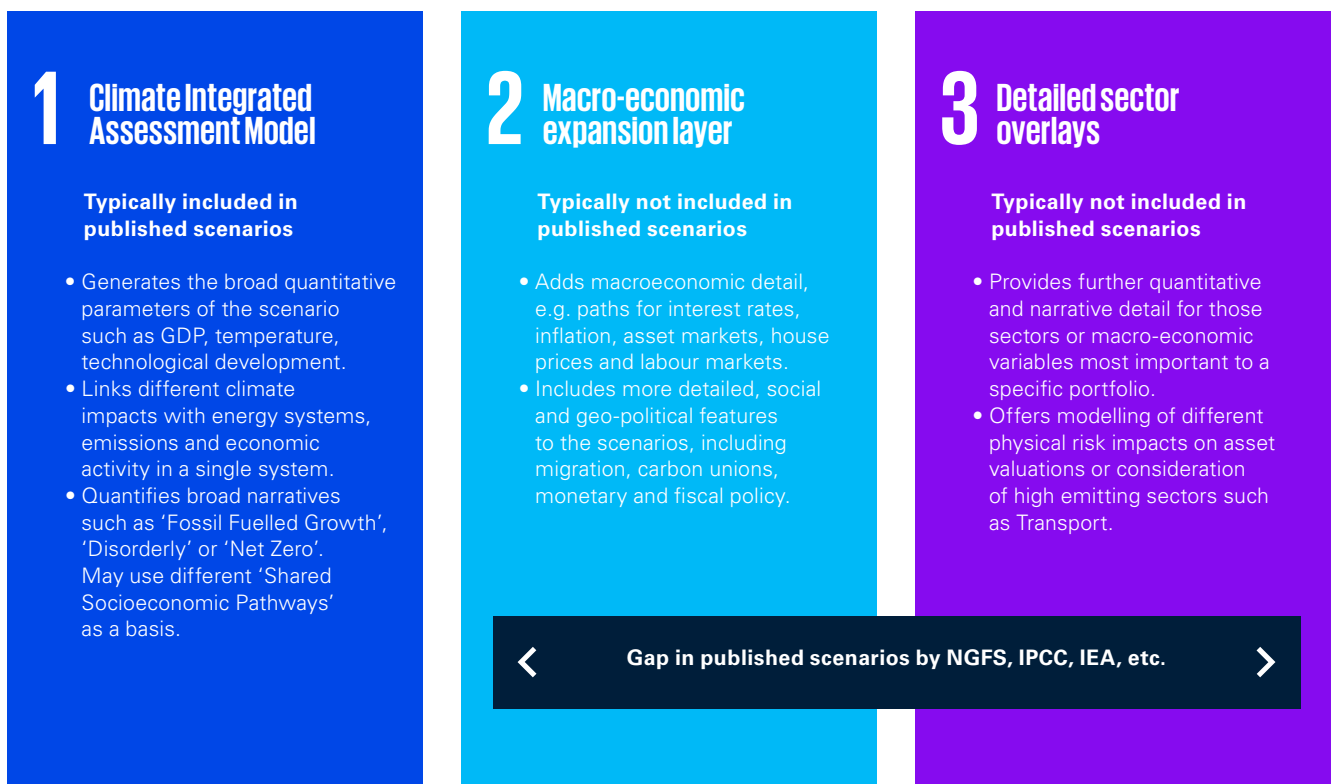 1
Climate Integrated
Assessment Model
Typically included in
published scenarios
• Generates the broad quantitative
parameters of the scenario
such as GDP, temperature,
technological development.
• Links different climate
impacts with energy systems,
emissions and economic
activity in a single system.
• Quantifies broad narratives
such as ‘Fossil Fuelled Growth’,
‘Disorderly’ or ‘Net Zero’.
May use different ‘Shared
Socioeconomic Pathways’
as a basis.
2
Macro-economic
expansion layer
Typically not included in
published scenarios
• Adds macroeconomic detail,
e.g. paths for interest rates,
inflation, asset markets, house
prices and labour markets.
• Includes more detailed, social
and geo-political features
to the scenarios, including
migration, carbon unions,
monetary and fiscal policy.
3
Detailed sector
overlays
Typically not included in
published scenarios
• Provides further quantitative
and narrative detail for those
sectors or macro-economic
variables most important to a
specific portfolio.
• Offers modelling of different
physical risk impacts on asset
valuations or consideration
of high emitting sectors such
as Transport.
Gap in published scenarios by NGFS, IPCC, IEA, etc.